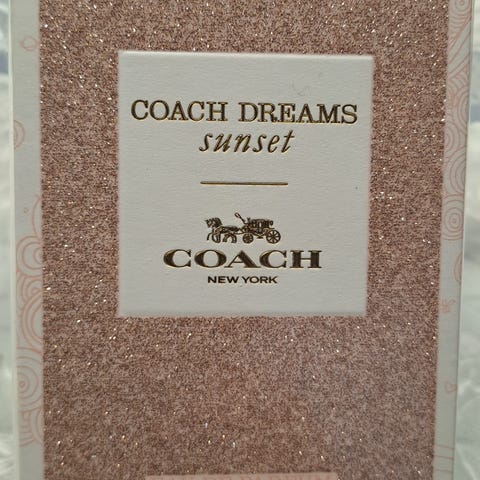 COACH DREAMS
sunset
COACH
NEW YORK